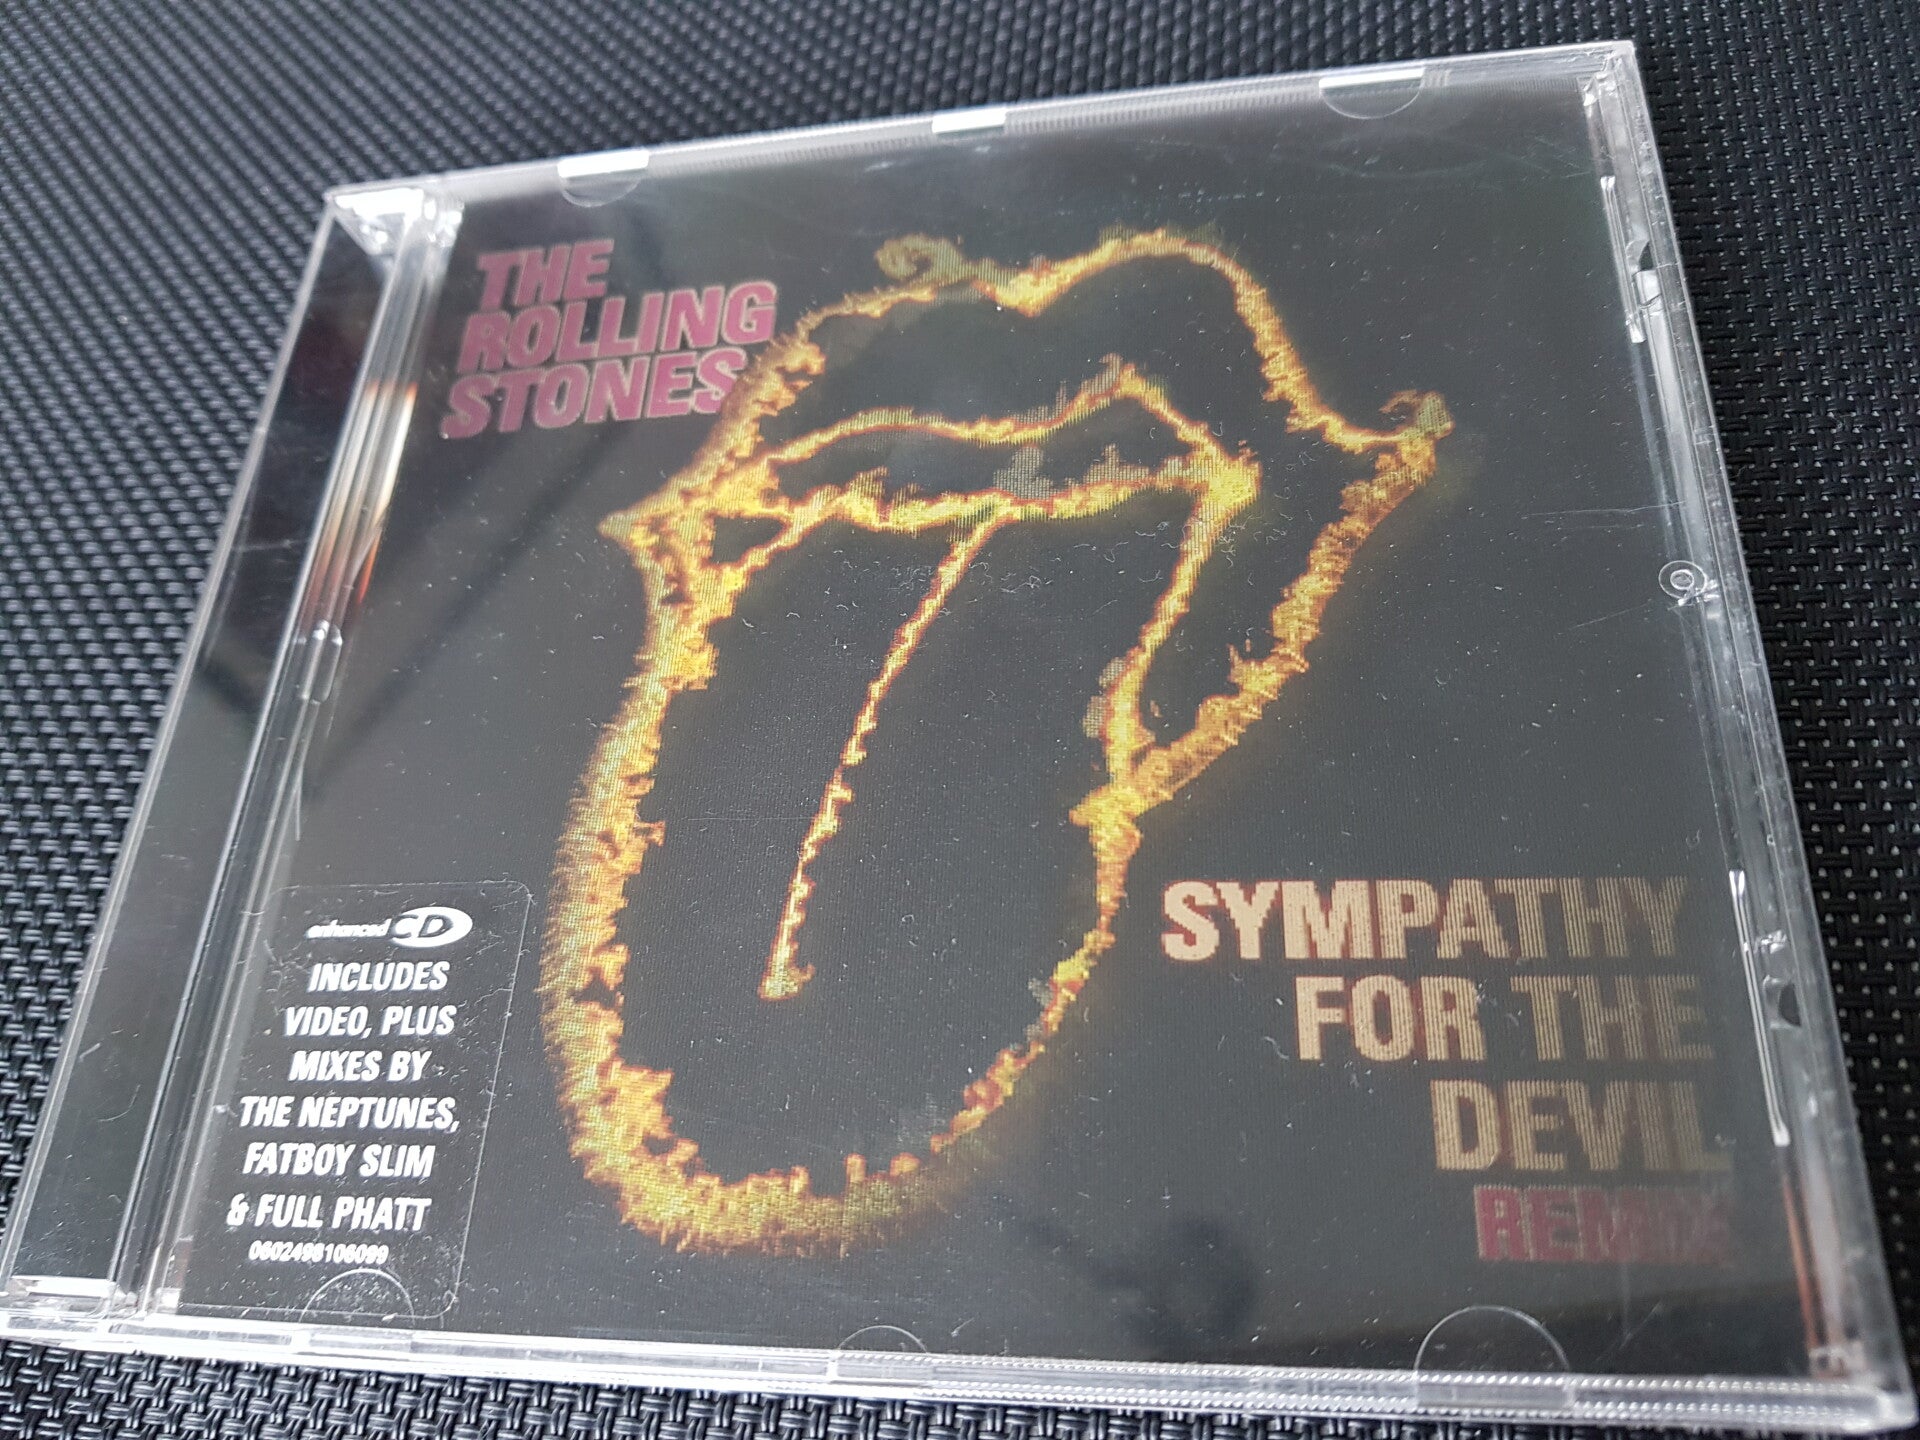 THE
ROLLING
STONES
SYMPATHY
FOR THE
DEVIL
REMIX
enhanced CD
INCLUDES
VIDEO, PLUS
MIXES BY
THE NEPTUNES,
FATBOY SLIM
& FULL PHATT
0602498106099